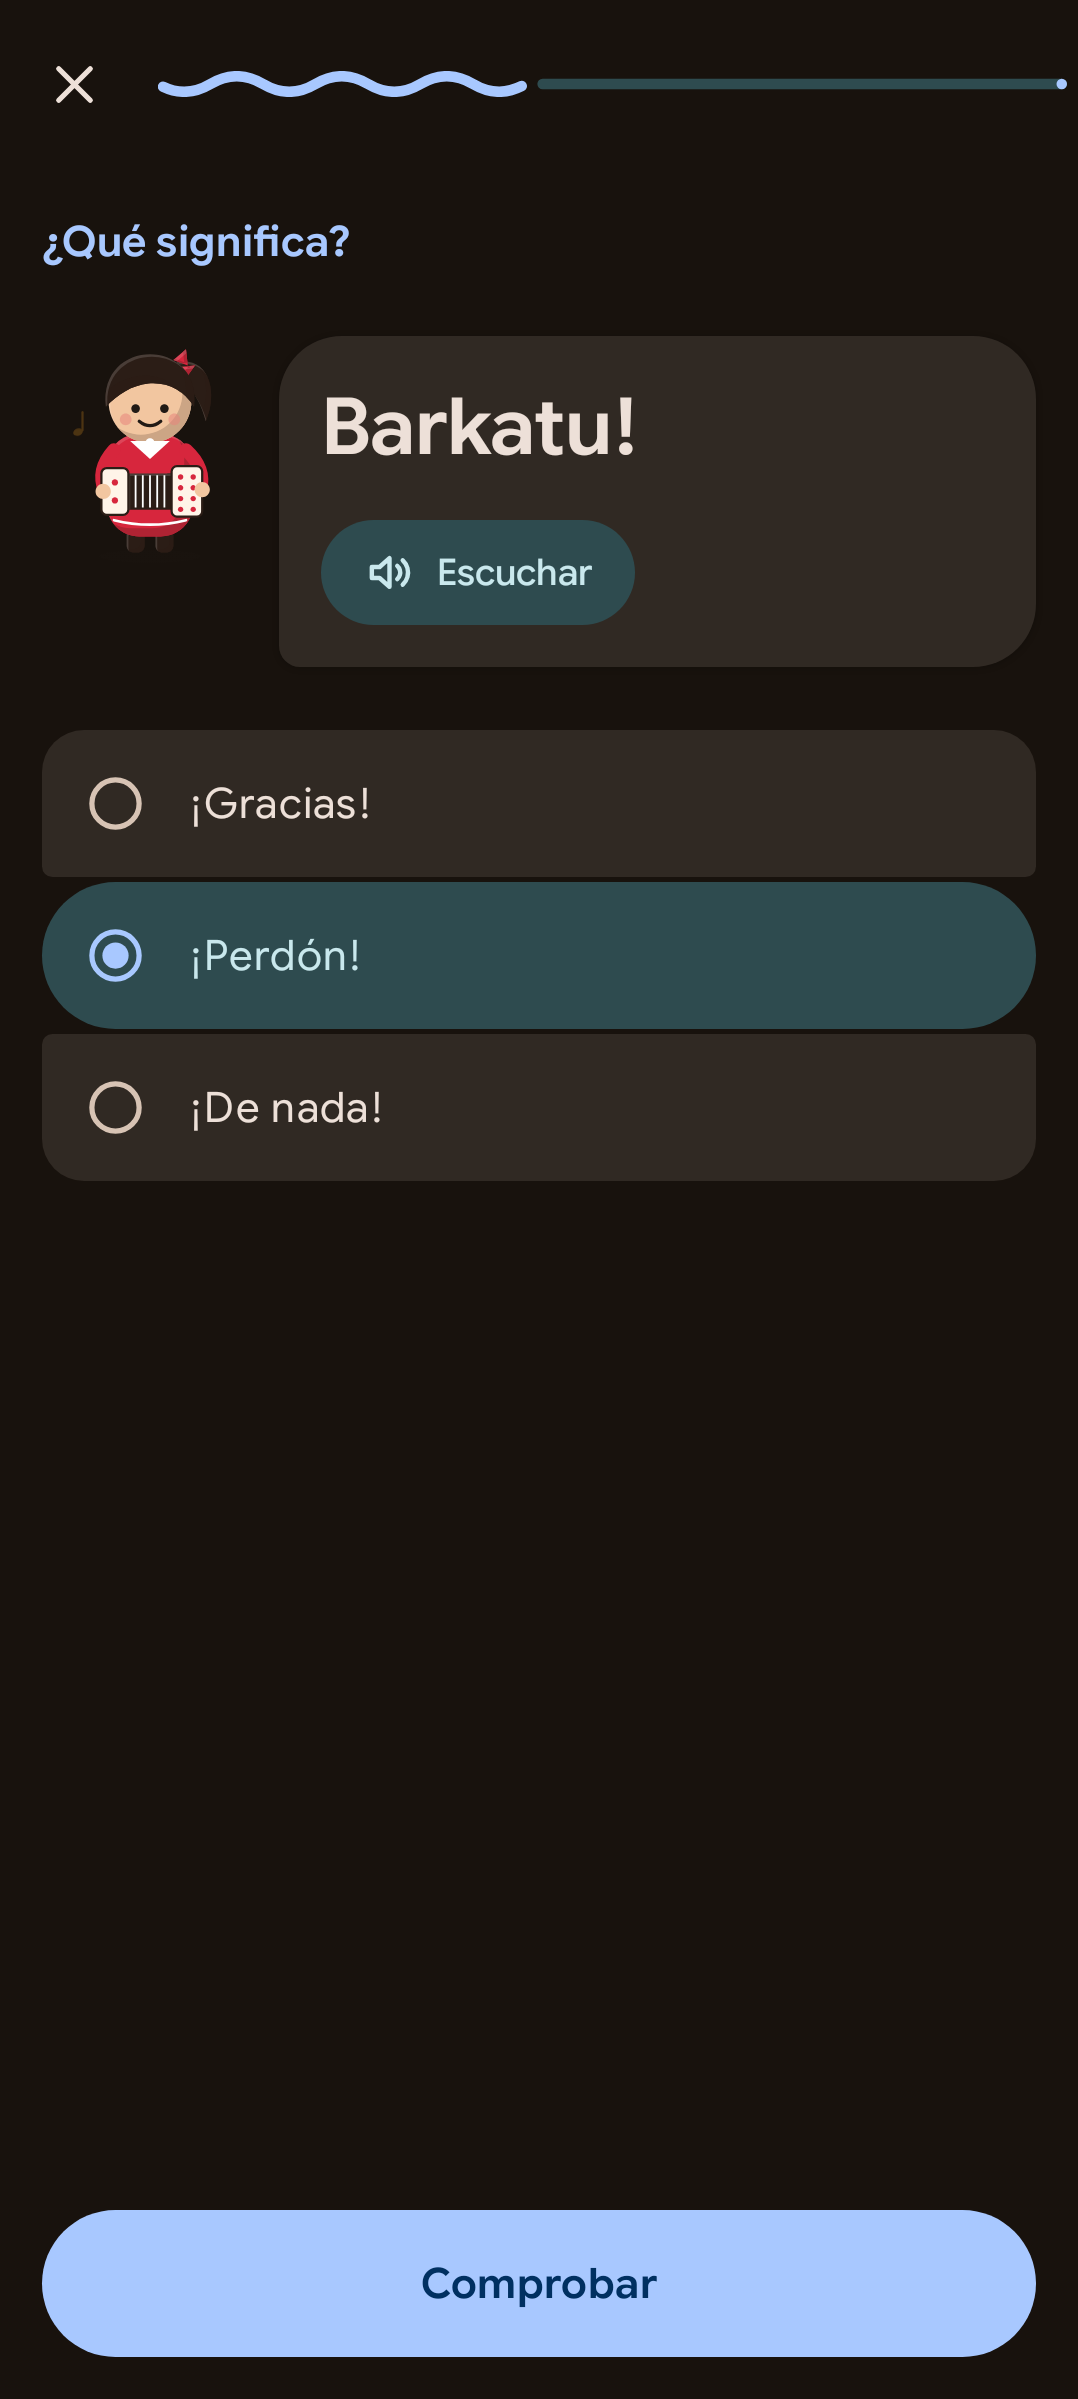 ¿Qué significa?
Barkatu!
Escuchar
¡Gracias!
¡Perdón!
¡De nada!
Comprobar